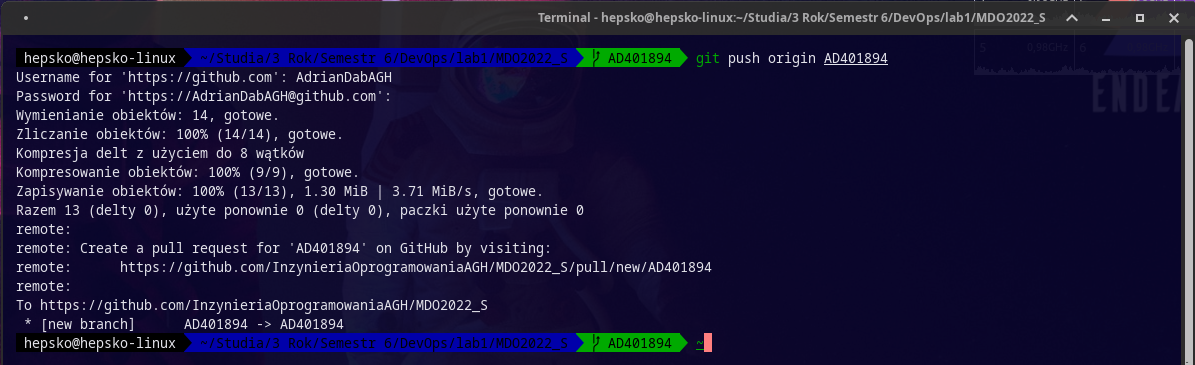 Terminal - hepsko@hepsko-linux:~/Studia/3 Rok/Semestr 6/DevOps/lab1/MDO2022_S
hepsko@hepsko-linux ~/Studia/3 Rok/Semestr 6/DevOps/lab1/MDO2022_S AD401894 git push origin AD401894
S 9.98GHz 6
Username for 'https://github.com': AdrianDabAGH
Password for 'https://AdrianDabAGH@github.com':
ENDEA
Wymienianie obiektów: 14, gotowe.
Zliczanie obiektów: 100% (14/14), gotowe.
Kompresja delt z użyciem do 8 wątków
Kompresowanie obiektów: 100% (9/9), gotowe.
Zapisywanie obiektów: 100% (13/13), 1.30 MiB | 3.71 MiB/s, gotowe.
Razem 13 (delty 0), użyte ponownie 0 (delty 0), paczki użyte ponownie 0
remote:
remote: Create a pull request for 'AD401894' on GitHub by visiting:
remote:      https://github.com/InzynieriaOprogramowaniaAGH/MDO2022_S/pull/new/AD401894
remote:
To https://github.com/InzynieriaOprogramowaniaAGH/MDO2022_S
 * [new branch]      AD401894 -> AD401894
hepsko@hepsko-linux ~/Studia/3 Rok/Semestr 6/DevOps/lab1/MDO2022_S AD401894 ~